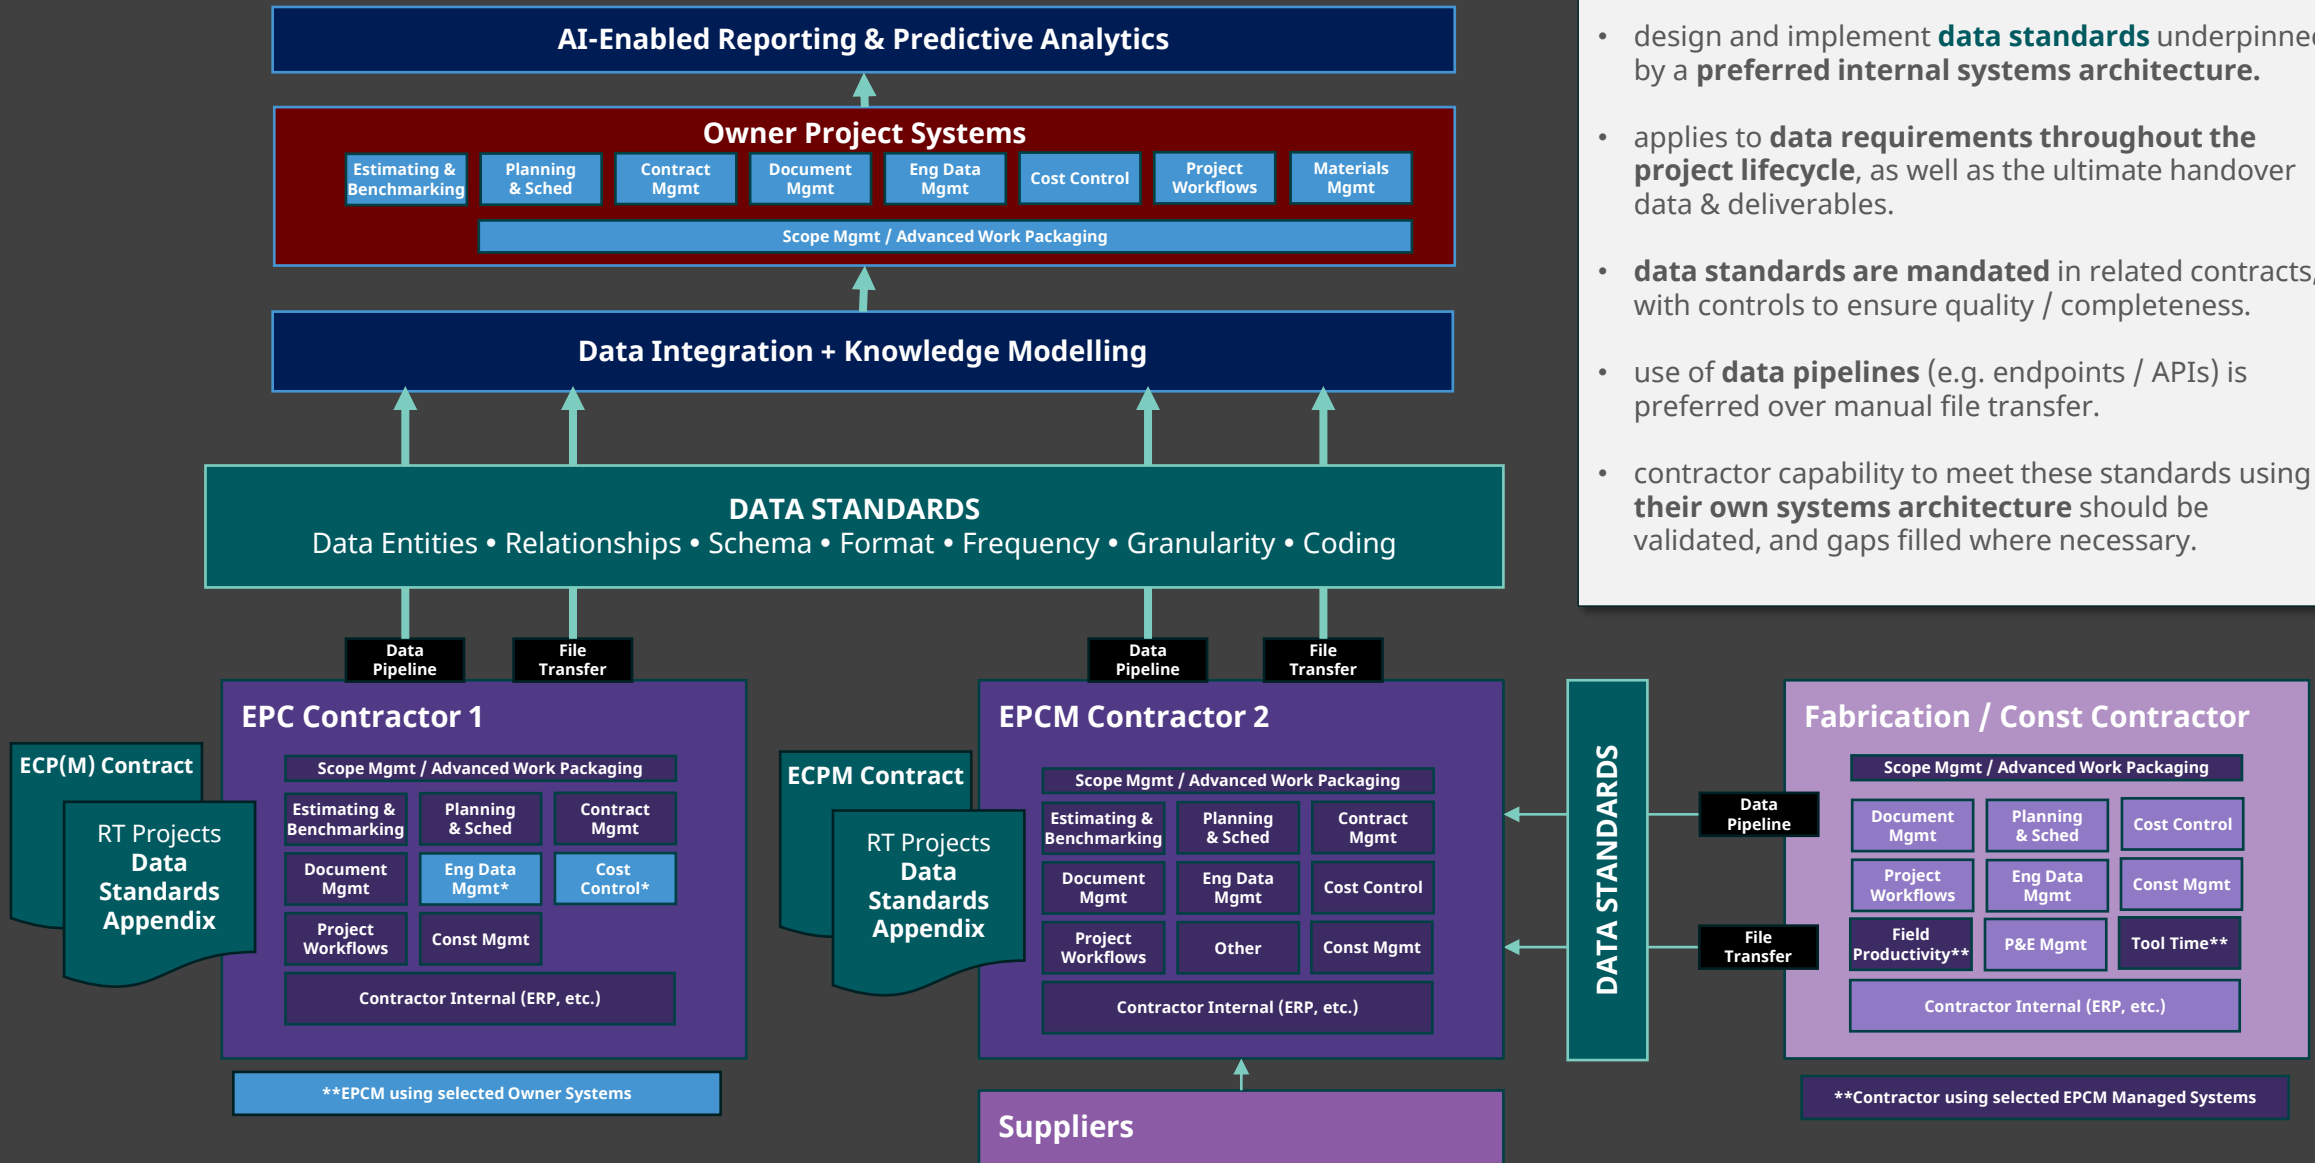 AI-Enabled Reporting & Predictive Analytics
Owner Project Systems
Estimating &
Benchmarking
Planning
& Sched
Contract
Mgmt
Document
Mgmt
Eng Data
Mgmt
Cost Control
Project
Workflows
Materials
Mgmt
Scope Mgmt / Advanced Work Packaging
Data Integration + Knowledge Modelling
DATA STANDARDS
Data Entities • Relationships • Schema • Format • Frequency • Granularity • Coding
• design and implement data standards underpinned
by a preferred internal systems architecture.
• applies to data requirements throughout the
project lifecycle, as well as the ultimate handover
data & deliverables.
• data standards are mandated in related contracts,
with controls to ensure quality / completeness.
• use of data pipelines (e.g. endpoints / APIs) is
preferred over manual file transfer.
• contractor capability to meet these standards using
their own systems architecture should be
validated, and gaps filled where necessary.
Data
Pipeline
File
Transfer
Data
Pipeline
File
Transfer
ECP(M) Contract
RT Projects
Data
Standards
Appendix
EPC Contractor 1
Scope Mgmt / Advanced Work Packaging
Estimating &
Benchmarking
Planning
& Sched
Contract
Mgmt
Document
Mgmt
Eng Data
Mgmt*
Cost
Control*
Project
Workflows
Const Mgmt
Contractor Internal (ERP, etc.)
**EPCM using selected Owner Systems
ECPM Contract
RT Projects
Data
Standards
Appendix
EPCM Contractor 2
Scope Mgmt / Advanced Work Packaging
Estimating &
Benchmarking
Planning
& Sched
Contract
Mgmt
Document
Mgmt
Eng Data
Mgmt
Cost Control
Project
Workflows
Other
Const Mgmt
Contractor Internal (ERP, etc.)
Suppliers
DATA STANDARDS
Data
Pipeline
File
Transfer
Fabrication / Const Contractor
Scope Mgmt / Advanced Work Packaging
Document
Mgmt
Planning
& Sched
Cost Control
Project
Workflows
Eng Data
Mgmt
Const Mgmt
Field
Productivity**
P&E Mgmt
Tool Time**
Contractor Internal (ERP, etc.)
**Contractor using selected EPCM Managed Systems